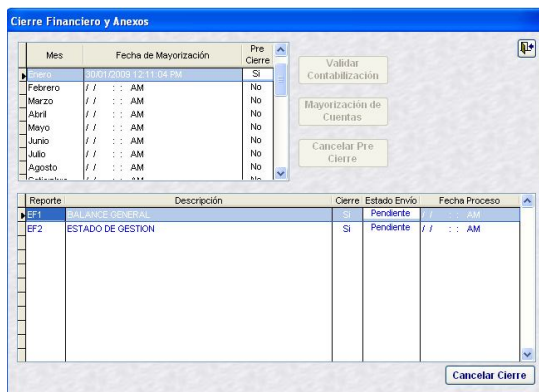 Cierre Financiero y Anexos
Mes Fecha de Mayorización Pre Cierre
Enero 30/01/2009 12:11:04 PM Si
Febrero / / : : AM No
Marzo / / : : AM No
Abril / / : : AM No
Mayo / / : : AM No
Junio / / : : AM No
Julio / / : : AM No
Agosto / / : : AM No
Validar Contabilización
Mayorización de Cuentas
Cancelar Pre Cierre
Reporte Descripción Cierre Estado Envío Fecha Proceso
EF1 BALANCE GENERAL Si Pendiente / / : : AM
EF2 ESTADO DE GESTION Si Pendiente / / : : AM
Cancelar Cierre